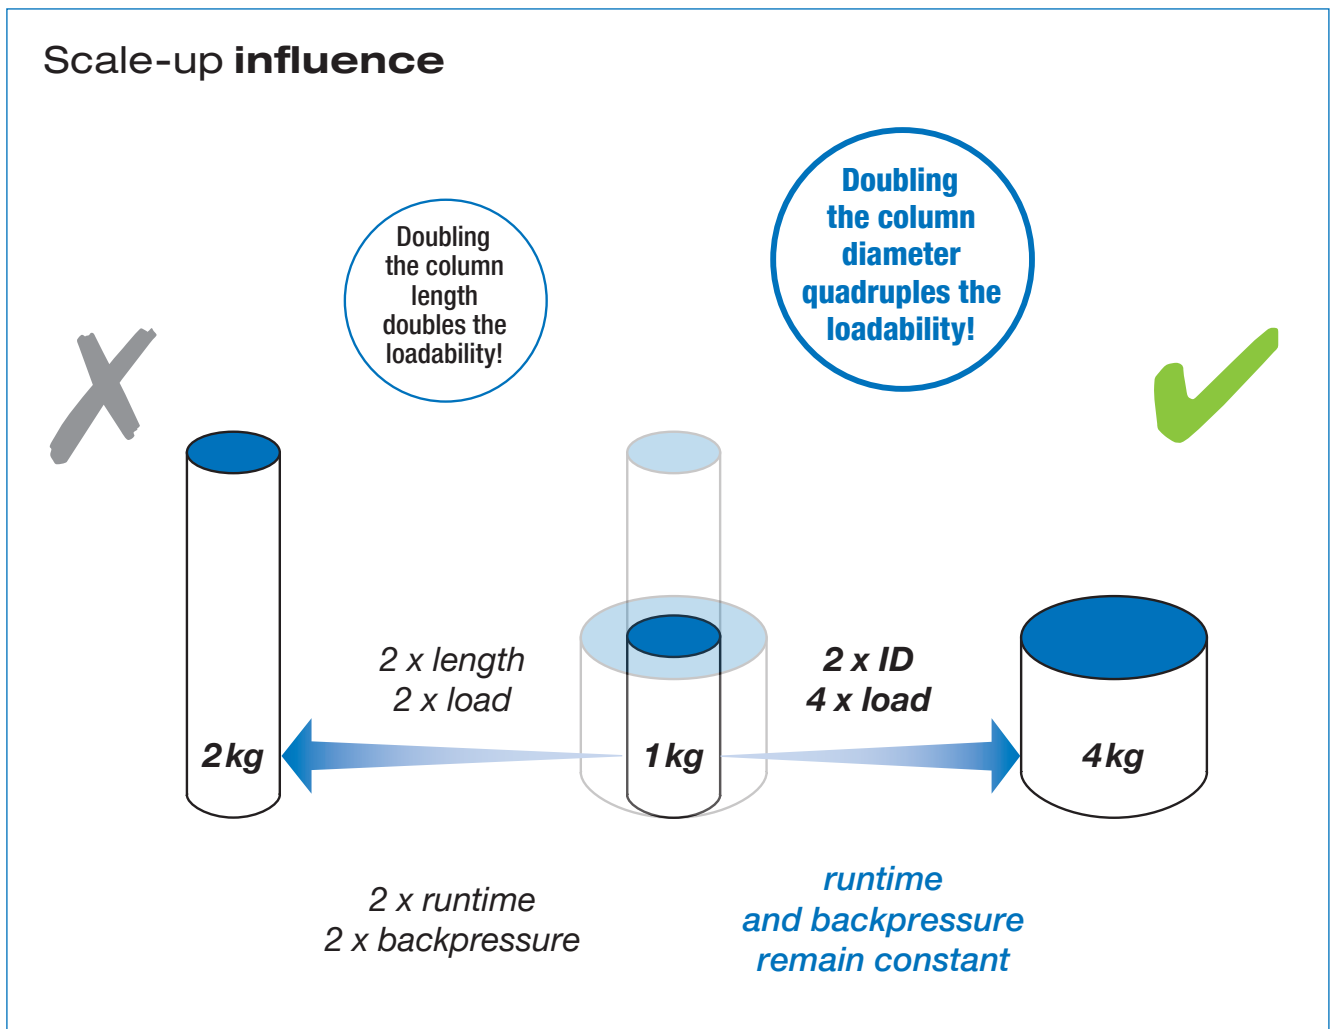 Scale-up influence
Doubling
the column
length
doubles the
loadability!
Doubling
the column
diameter
quadruples the
loadability!
2 x length
2 x load
2 x ID
4 x load
2 kg
1 kg
4 kg
2 x runtime
2 x backpressure
runtime
and backpressure
remain constant